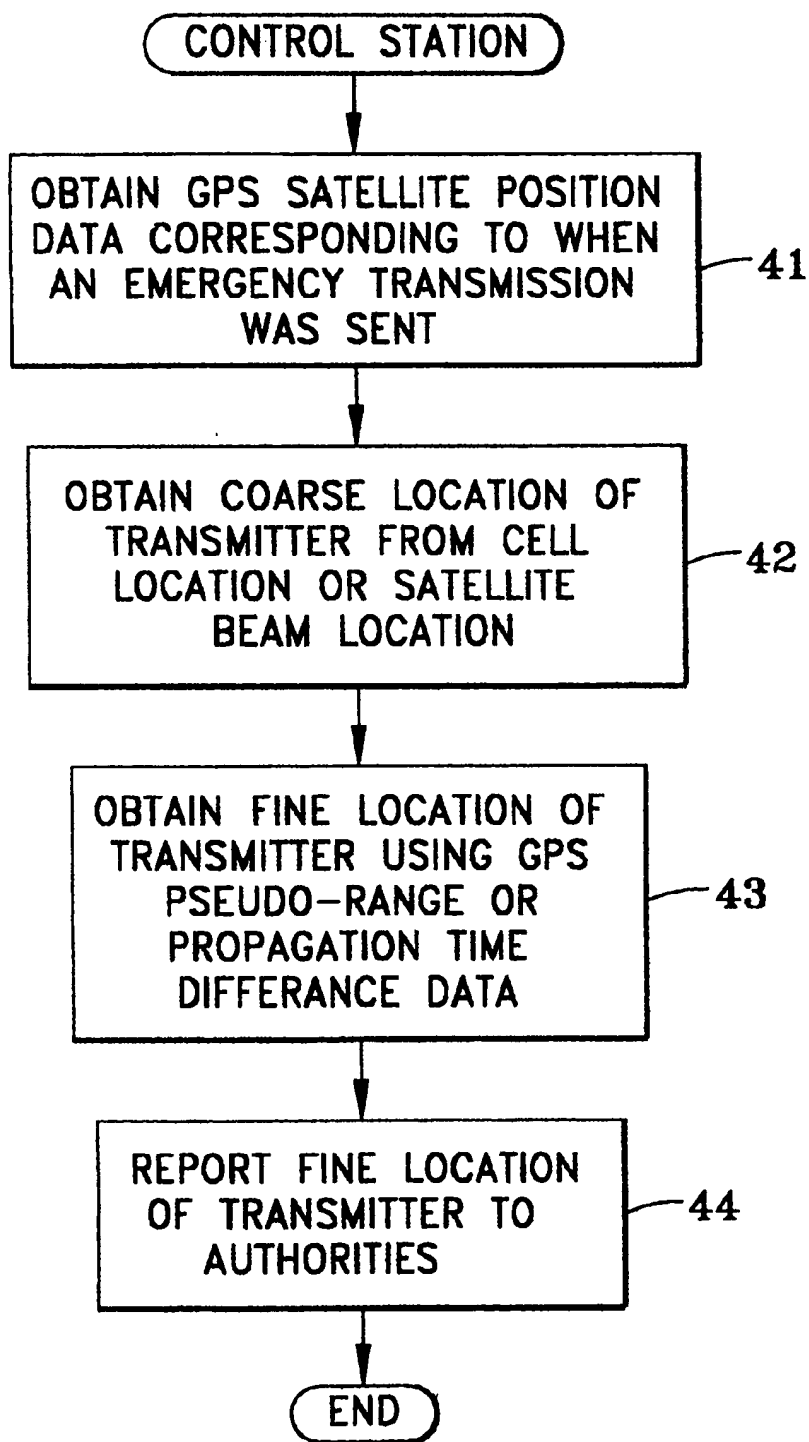 CONTROL STATION
OBTAIN GPS SATELLITE POSITION
DATA CORRESPONDING TO WHEN
AN EMERGENCY TRANSMISSION
WAS SENT
41
OBTAIN COARSE LOCATION OF
TRANSMITTER FROM CELL
LOCATION OR SATELLITE
BEAM LOCATION
42
OBTAIN FINE LOCATION OF
TRANSMITTER USING GPS
PSEUDO-RANGE OR
PROPAGATION TIME
DIFFERANCE DATA
43
REPORT FINE LOCATION
OF TRANSMITTER TO
AUTHORITIES
44
END